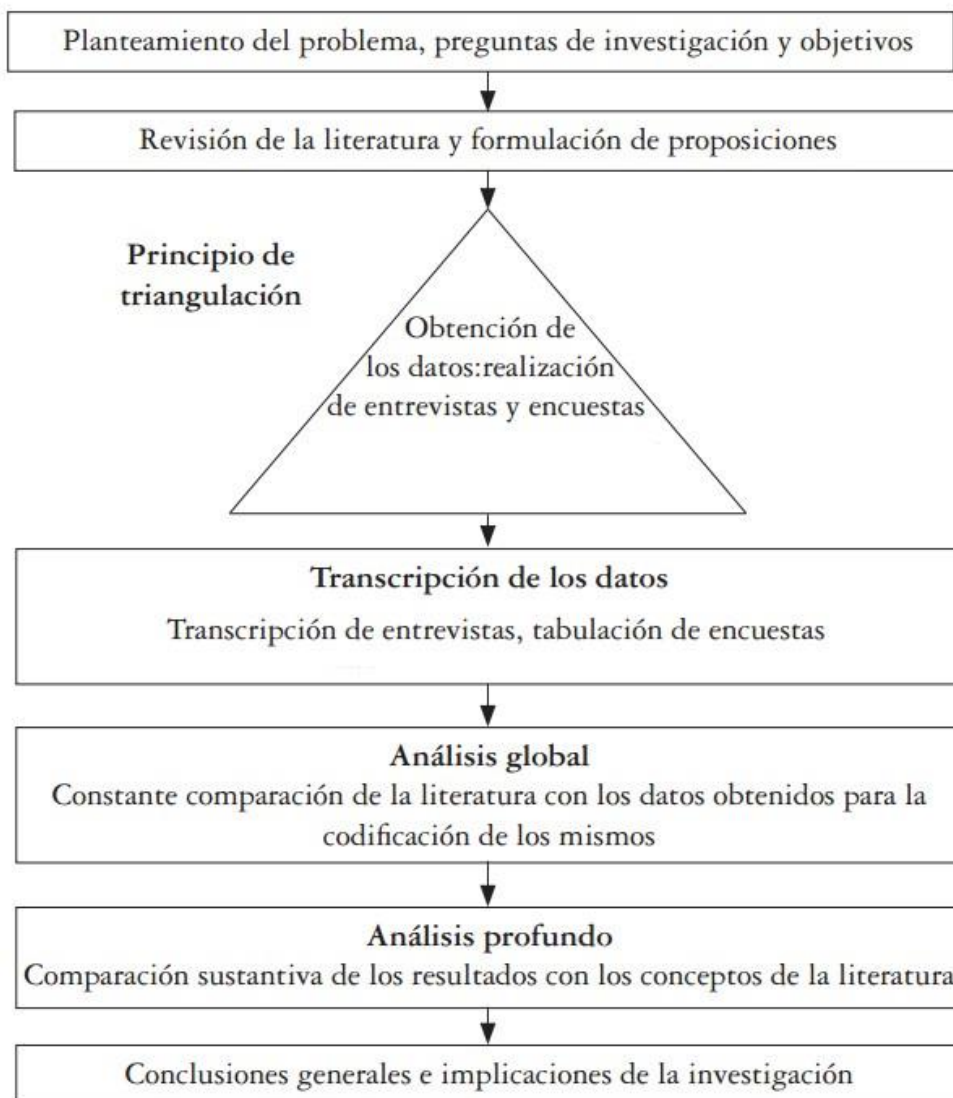 Planteamiento del problema, preguntas de investigación y objetivos
Revisión de la literatura y formulación de proposiciones
Principio de
triangulación
Obtención de
los datos:realización
de entrevistas y encuestas
Transcripción de los datos
Transcripción de entrevistas, tabulación de encuestas
Análisis global
Constante comparación de la literatura con los datos obtenidos para la
codificación de los mismos
Análisis profundo
Comparación sustantiva de los resultados con los conceptos de la literatura
Conclusiones generales e implicaciones de la investigación